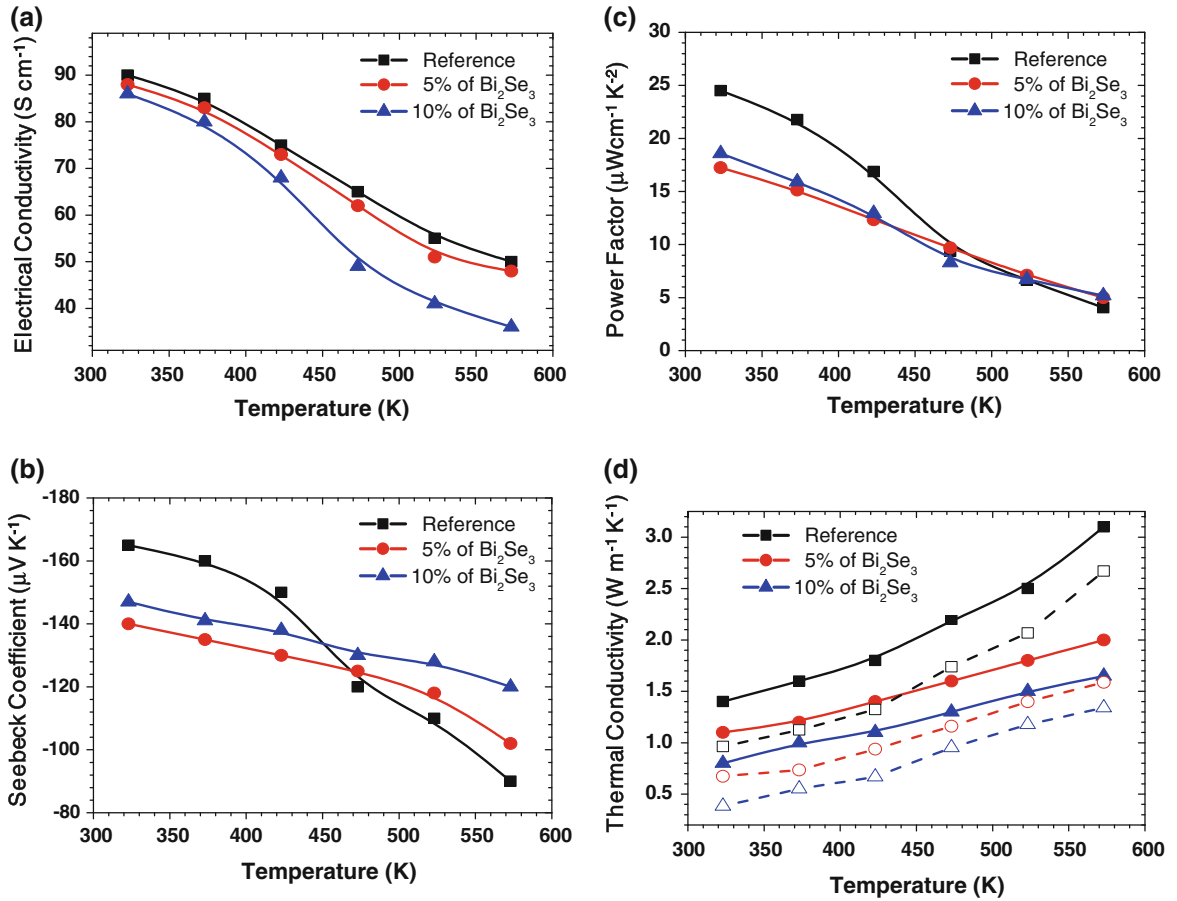 (a)
Electrical Conductivity (S cm⁻¹)
90
80
70
60
50
40
Reference
5% of Bi₂Se₃
10% of Bi₂Se₃
300 350 400 450 500 550 600
Temperature (K)
(c)
Power Factor (μWcm⁻¹ K⁻²)
30
25
20
15
10
5
0
Reference
5% of Bi₂Se₃
10% of Bi₂Se₃
300 350 400 450 500 550 600
Temperature (K)
(b)
Seebeck Coefficient (μV K⁻¹)
-180
-160
-140
-120
-100
-80
Reference
5% of Bi₂Se₃
10% of Bi₂Se₃
300 350 400 450 500 550 600
Temperature (K)
(d)
Thermal Conductivity (W m⁻¹ K⁻¹)
3.0
2.5
2.0
1.5
1.0
0.5
Reference
5% of Bi₂Se₃
10% of Bi₂Se₃
300 350 400 450 500 550 600
Temperature (K)